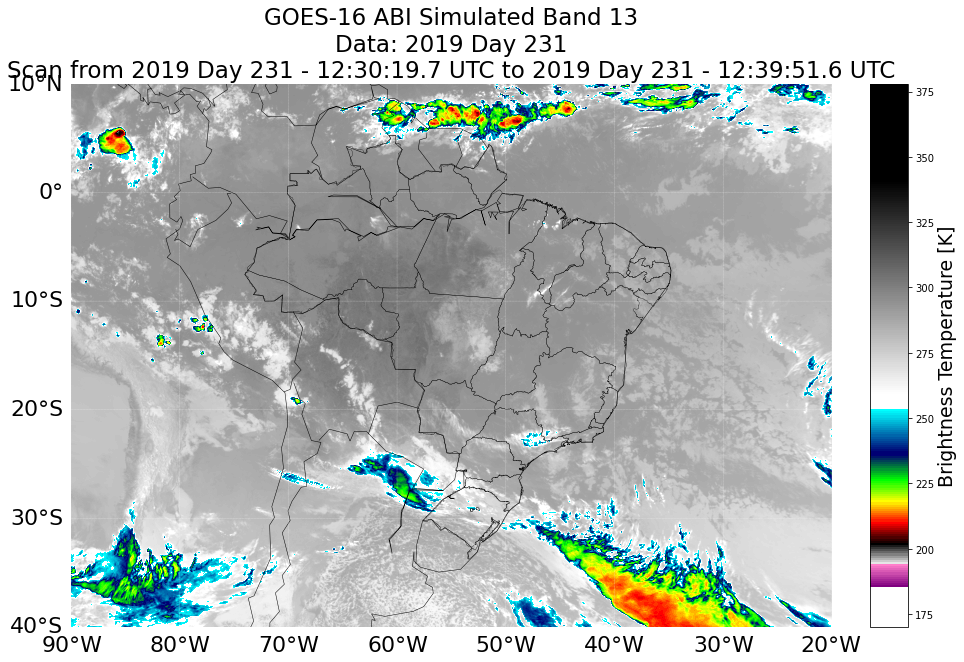 GOES-16 ABI Simulated Band 13
Data: 2019 Day 231
Scan from 2019 Day 231 - 12:30:19.7 UTC to 2019 Day 231 - 12:39:51.6 UTC
10°N
0°
10°S
20°S
30°S
40°S
90°W
80°W
70°W
60°W
50°W
40°W
30°W
20°W
375
350
325
300
275
250
225
200
175
Brightness Temperature [K]